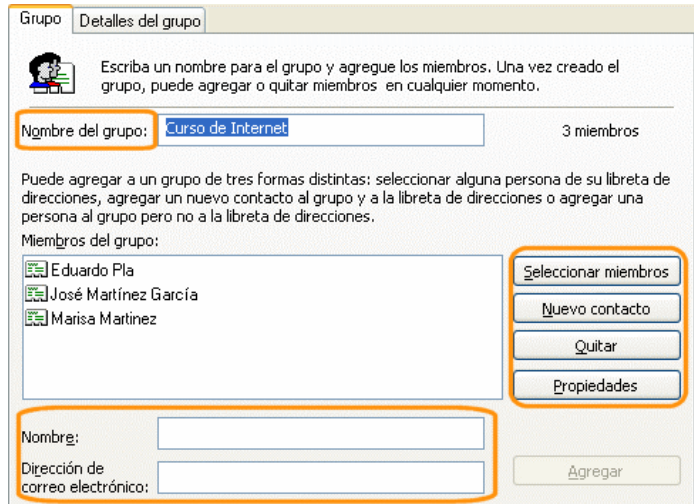 Grupo
Detalles del grupo
Escriba un nombre para el grupo y agregue los miembros. Una vez creado el
grupo, puede agregar o quitar miembros en cualquier momento.
Nombre del grupo:
Curso de Internet
3 miembros
Puede agregar a un grupo de tres formas distintas: seleccionar alguna persona de su libreta de
direcciones, agregar un nuevo contacto al grupo y a la libreta de direcciones o agregar una
persona al grupo pero no a la libreta de direcciones.
Miembros del grupo:
Eduardo Pla
José Martínez García
Marisa Martinez
Seleccionar miembros
Nuevo contacto
Quitar
Propiedades
Nombre:
Dirección de
correo electrónico:
Agregar